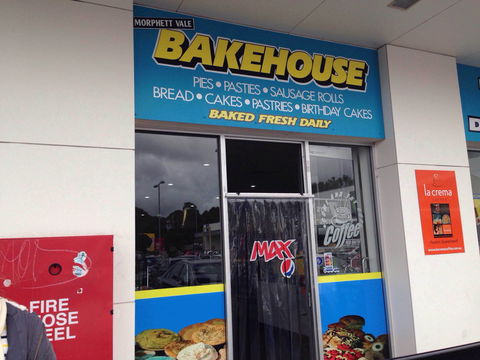 MORPHETT VALE
BAKEHOUSE
PIES • PASTIES • SAUSAGE ROLLS
BREAD • CAKES • PASTRIES • BIRTHDAY CAKES
BAKED FRESH DAILY
D
la crema
Coffee
MAX
FIRE
HOSE
REEL